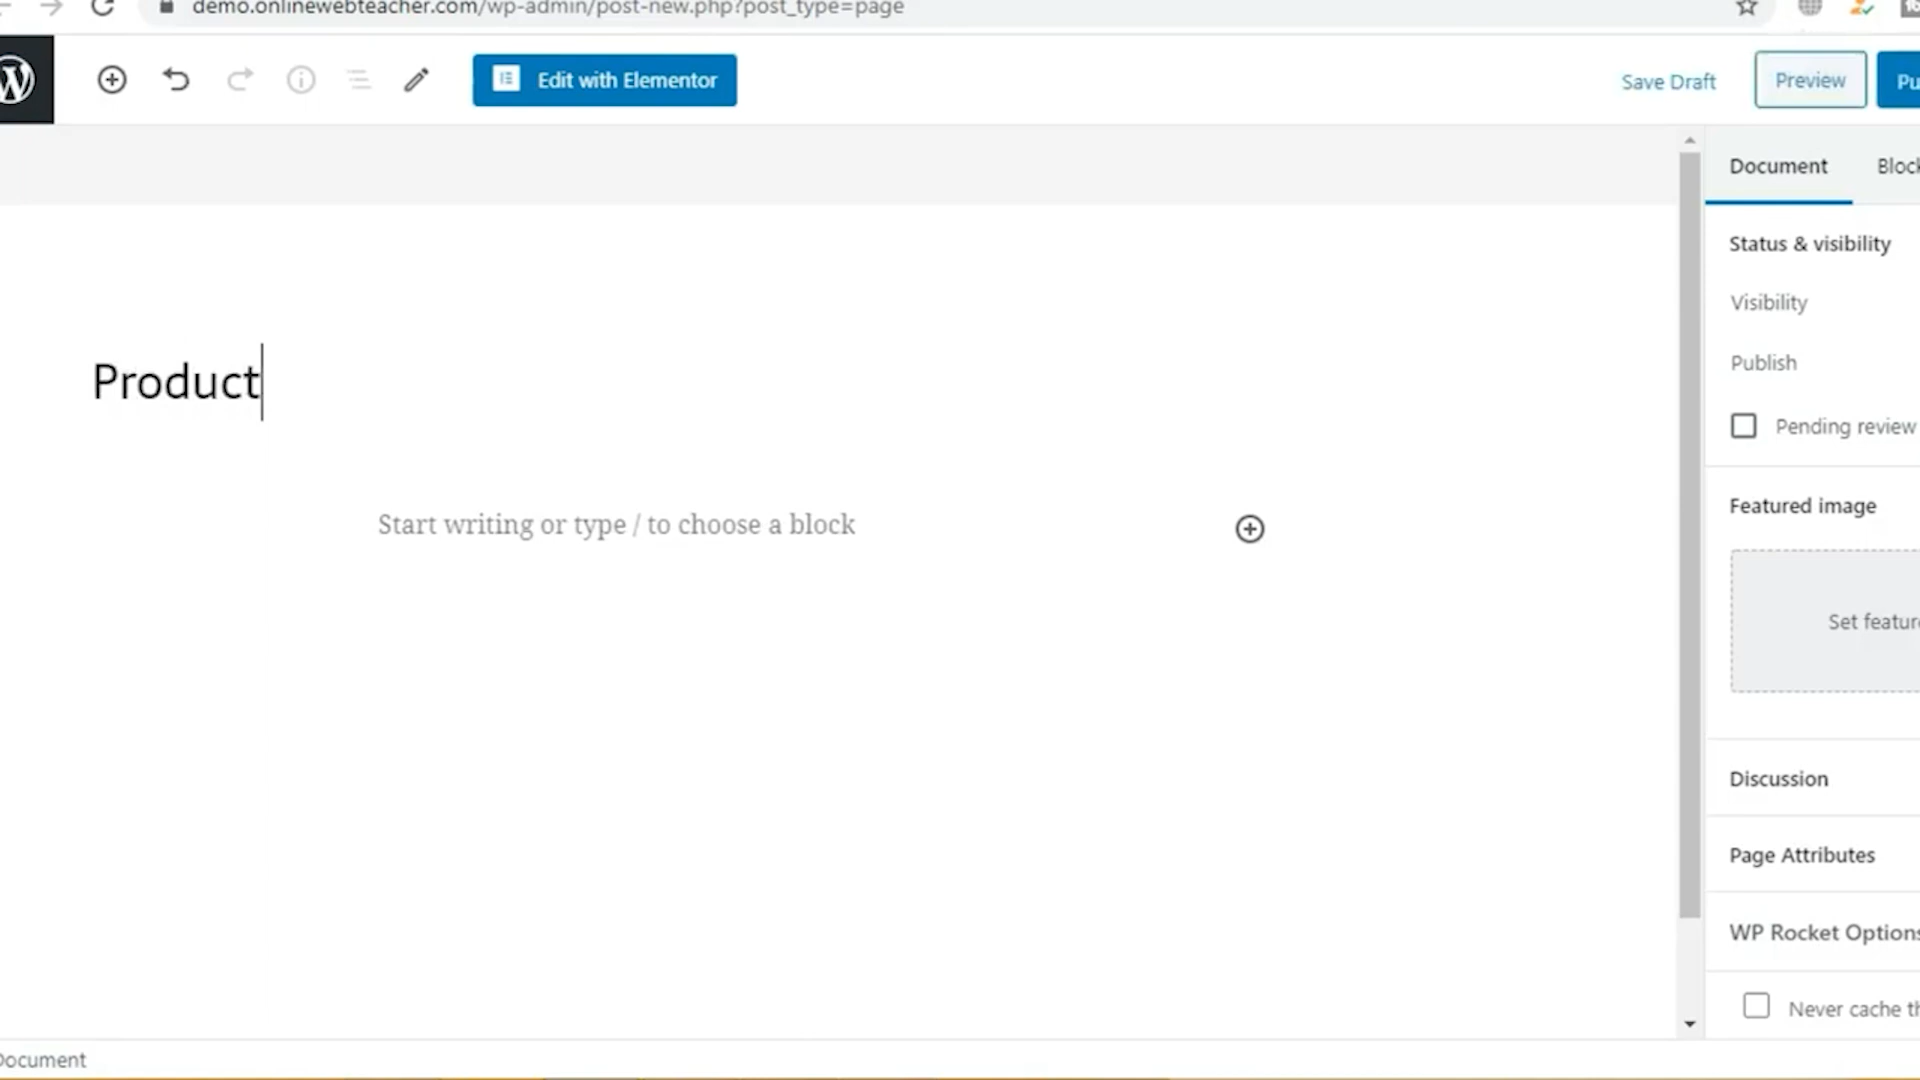 demo.onlinewebteacher.com/wp-admin/post-new.php?post_type=page
Edit with Elementor
Save Draft
Preview
Pu
Document
Block
Status & visibility
Visibility
Publish
Pending review
Product
Start writing or type / to choose a block
Featured image
Set feature
Discussion
Page Attributes
WP Rocket Options
Never cache th
Document